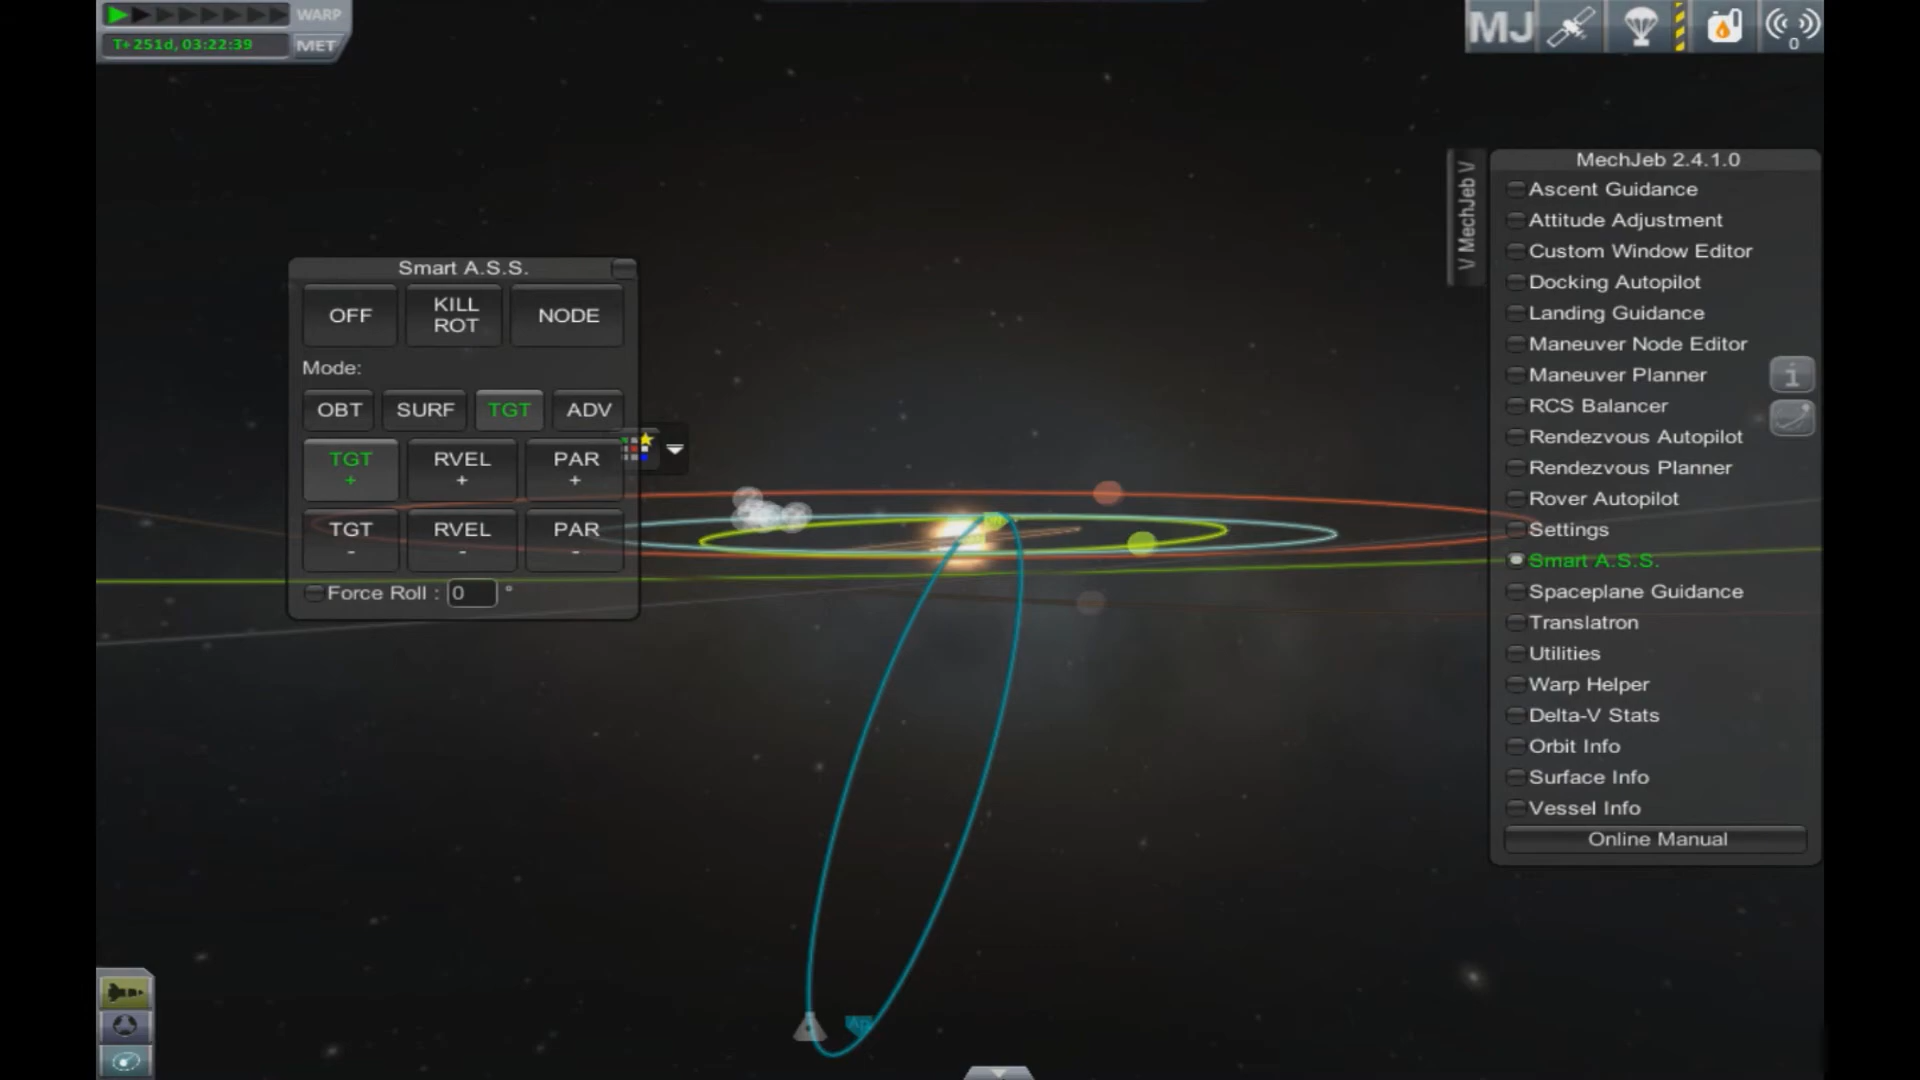 WARP
T+ 251d, 03:22:39
MET
MJ
0
Smart A.S.S.
OFF
KILL
ROT
NODE
Mode:
OBT
SURF
TGT
ADV
TGT
+
RVEL
+
PAR
+
TGT
-
RVEL
-
PAR
-
Force Roll : 0 °
Ap
V MechJeb V
MechJeb 2.4.1.0
Ascent Guidance
Attitude Adjustment
Custom Window Editor
Docking Autopilot
Landing Guidance
Maneuver Node Editor
Maneuver Planner
RCS Balancer
Rendezvous Autopilot
Rendezvous Planner
Rover Autopilot
Settings
Smart A.S.S.
Spaceplane Guidance
Translatron
Utilities
Warp Helper
Delta-V Stats
Orbit Info
Surface Info
Vessel Info
Online Manual
i